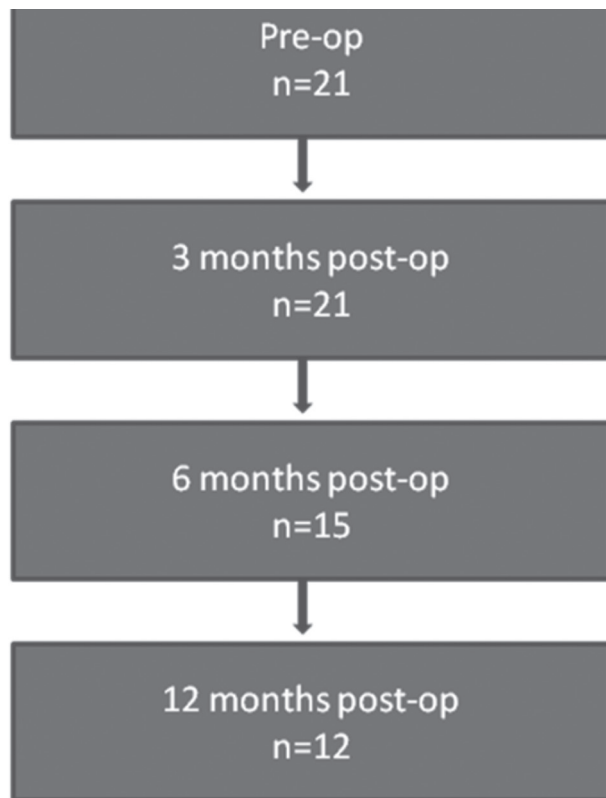 Pre-op
n=21
3 months post-op
n=21
6 months post-op
n=15
12 months post-op
n=12